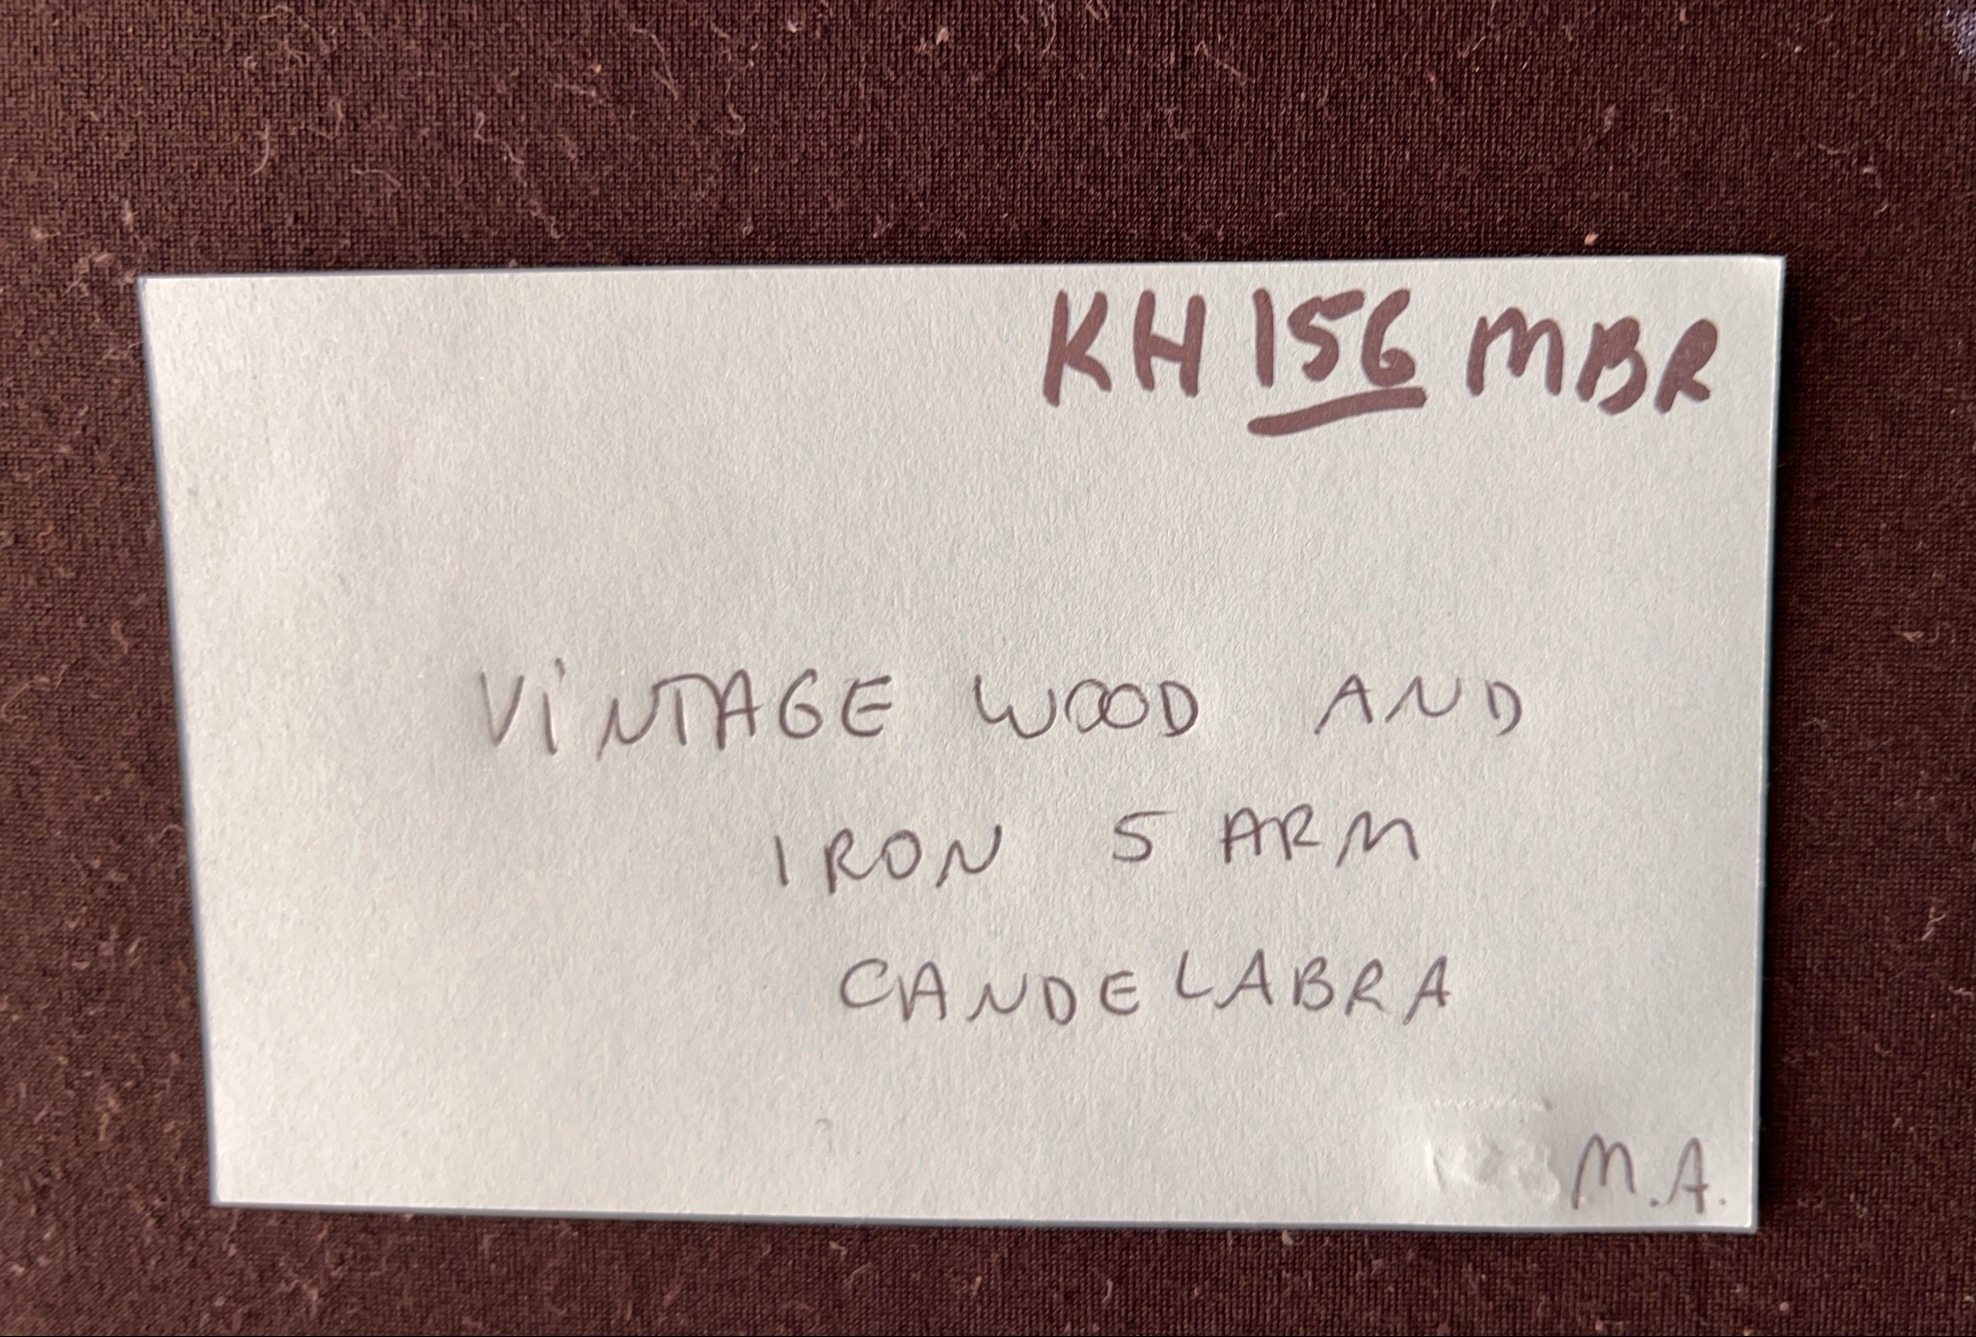 KH 156 MBR
VINTAGE WOOD AND
IRON 5 ARM
CANDELABRA
M.A.